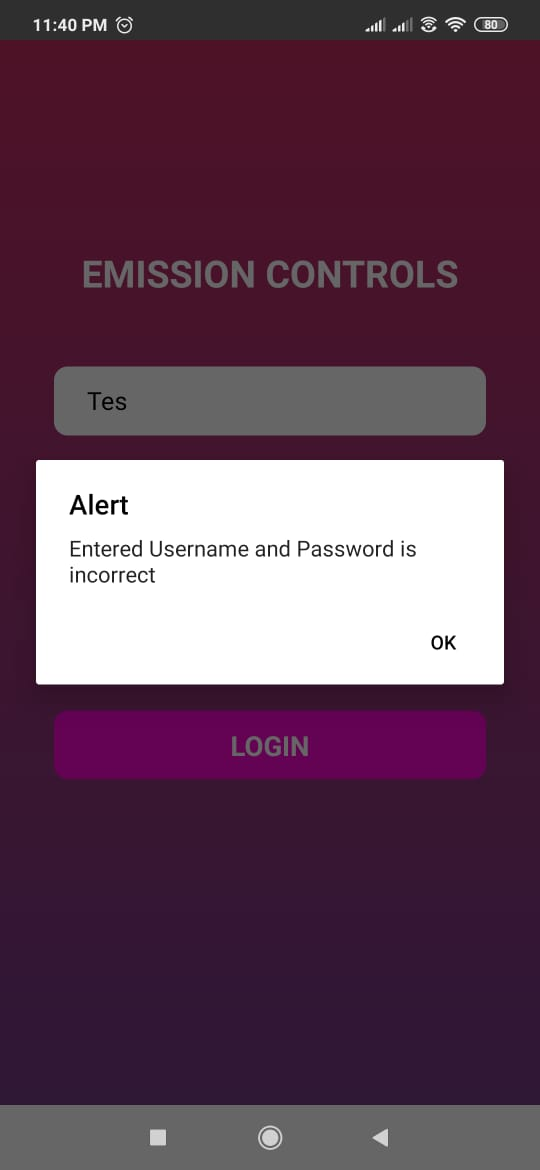 11:40 PM
80
EMISSION CONTROLS
Tes
Alert
Entered Username and Password is
incorrect
OK
LOGIN